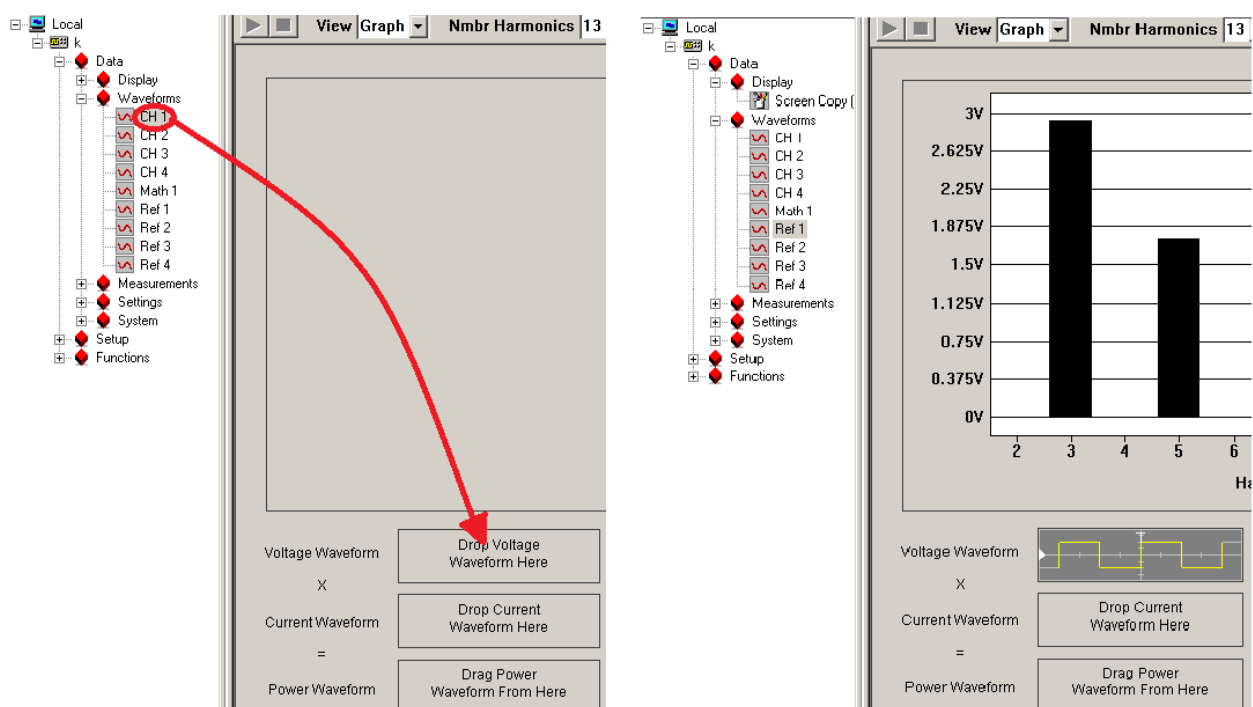 Local
k
Data
Display
Waveforms
CH 1
CH 2
CH 3
CH 4
Math 1
Ref 1
Ref 2
Ref 3
Ref 4
Measurements
Settings
System
Setup
Functions
View Graph Nmbr Harmonics 13
Voltage Waveform
Drop Voltage
Waveform Here
X
Current Waveform
Drop Current
Waveform Here
=
Power Waveform
Drag Power
Waveform From Here
Local
k
Data
Display
Screen Copy (
Waveforms
CH 1
CH 2
CH 3
CH 4
Math 1
Ref 1
Ref 2
Ref 3
Ref 4
Measurements
Settings
System
Setup
Functions
View Graph Nmbr Harmonics 13
3V
2.625V
2.25V
1.875V
1.5V
1.125V
0.75V
0.375V
0V
2 3 4 5 6
Ha
Voltage Waveform
X
Current Waveform
Drop Current
Waveform Here
=
Power Waveform
Drag Power
Waveform From Here